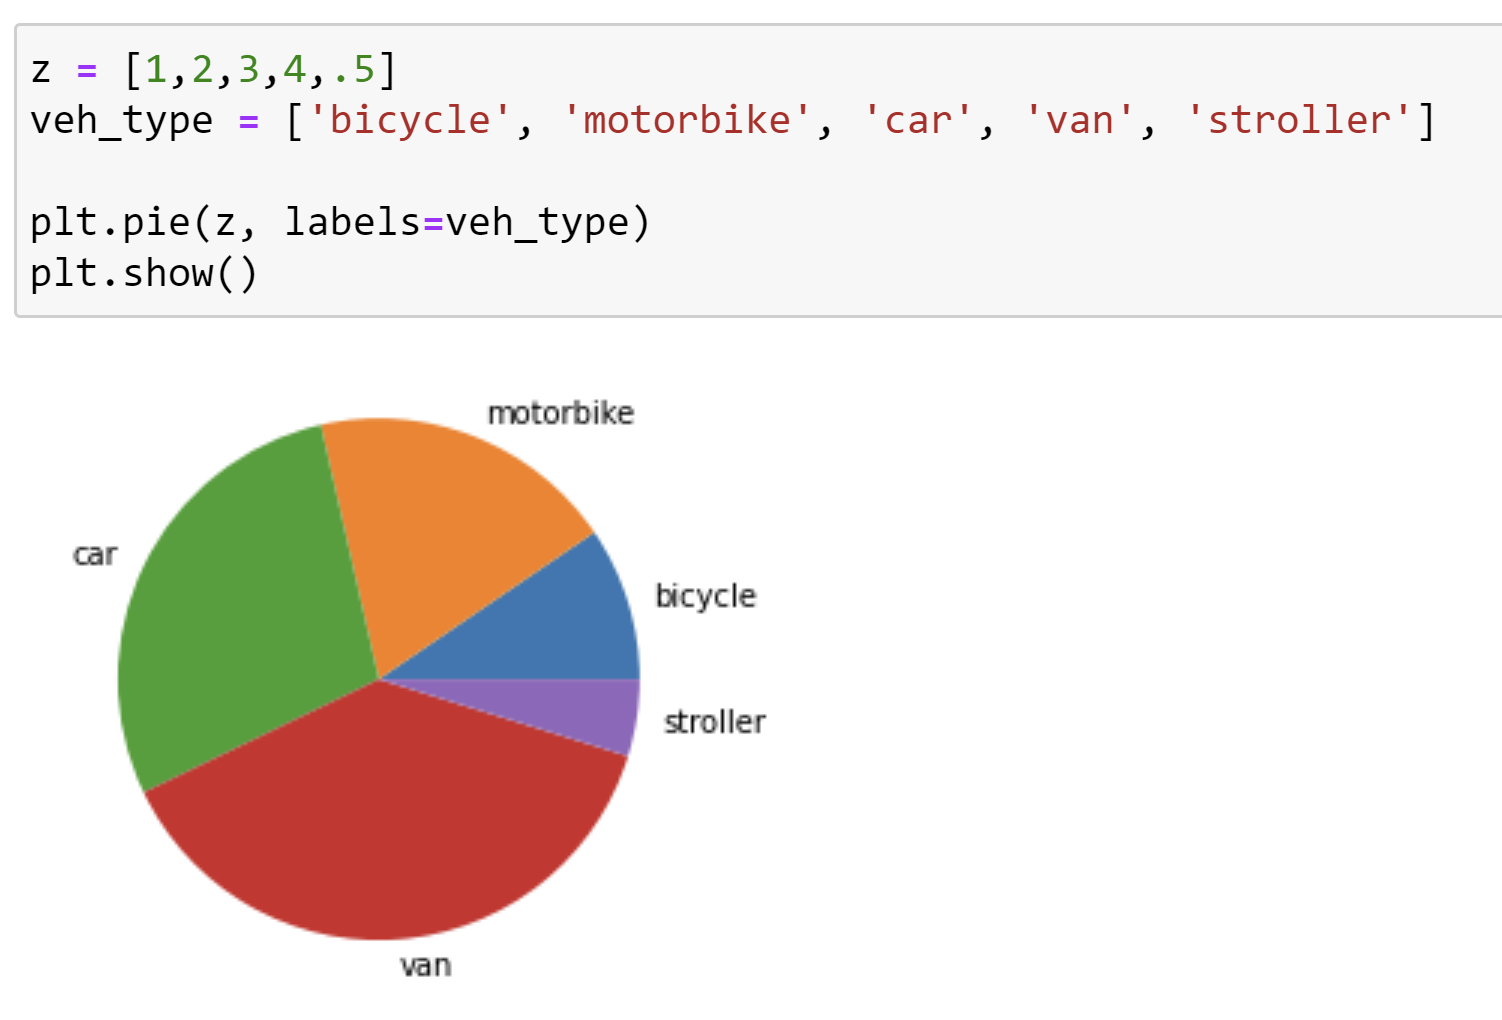 z = [1,2,3,4,.5]
veh_type = ['bicycle', 'motorbike', 'car', 'van', 'stroller']
plt.pie(z, labels=veh_type)
plt.show()
motorbike
car
bicycle
stroller
van